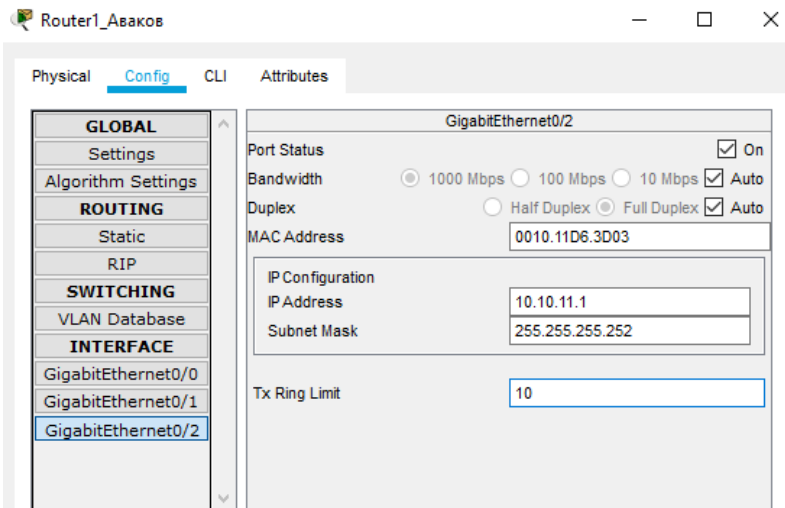 Router1_Аваков
Physical Config CLI Attributes
GLOBAL
Settings
Algorithm Settings
ROUTING
Static
RIP
SWITCHING
VLAN Database
INTERFACE
GigabitEthernet0/0
GigabitEthernet0/1
GigabitEthernet0/2
GigabitEthernet0/2
Port Status On
Bandwidth 1000 Mbps 100 Mbps 10 Mbps Auto
Duplex Half Duplex Full Duplex Auto
MAC Address 0010.11D6.3D03
IP Configuration
IP Address 10.10.11.1
Subnet Mask 255.255.255.252
Tx Ring Limit 10